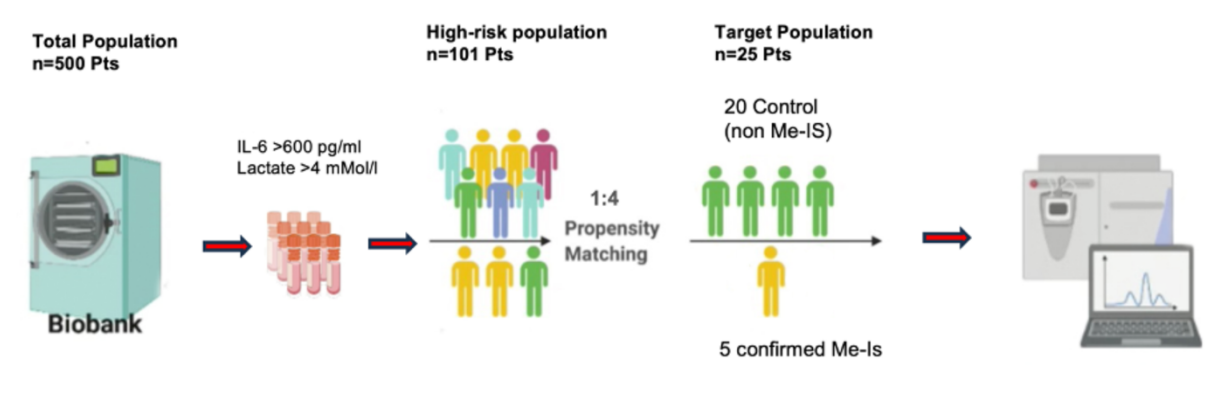 Total Population
n=500 Pts
High-risk population
n=101 Pts
Target Population
n=25 Pts
20 Control
(non Me-IS)
IL-6 >600 pg/ml
Lactate >4 mMol/l
1:4
Propensity
Matching
Biobank
5 confirmed Me-Is